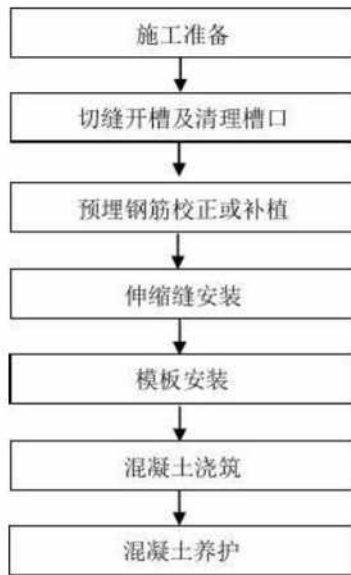 施工准备
切缝开槽及清理槽口
预埋钢筋校正或补植
伸缩缝安装
模板安装
混凝土浇筑
混凝土养护